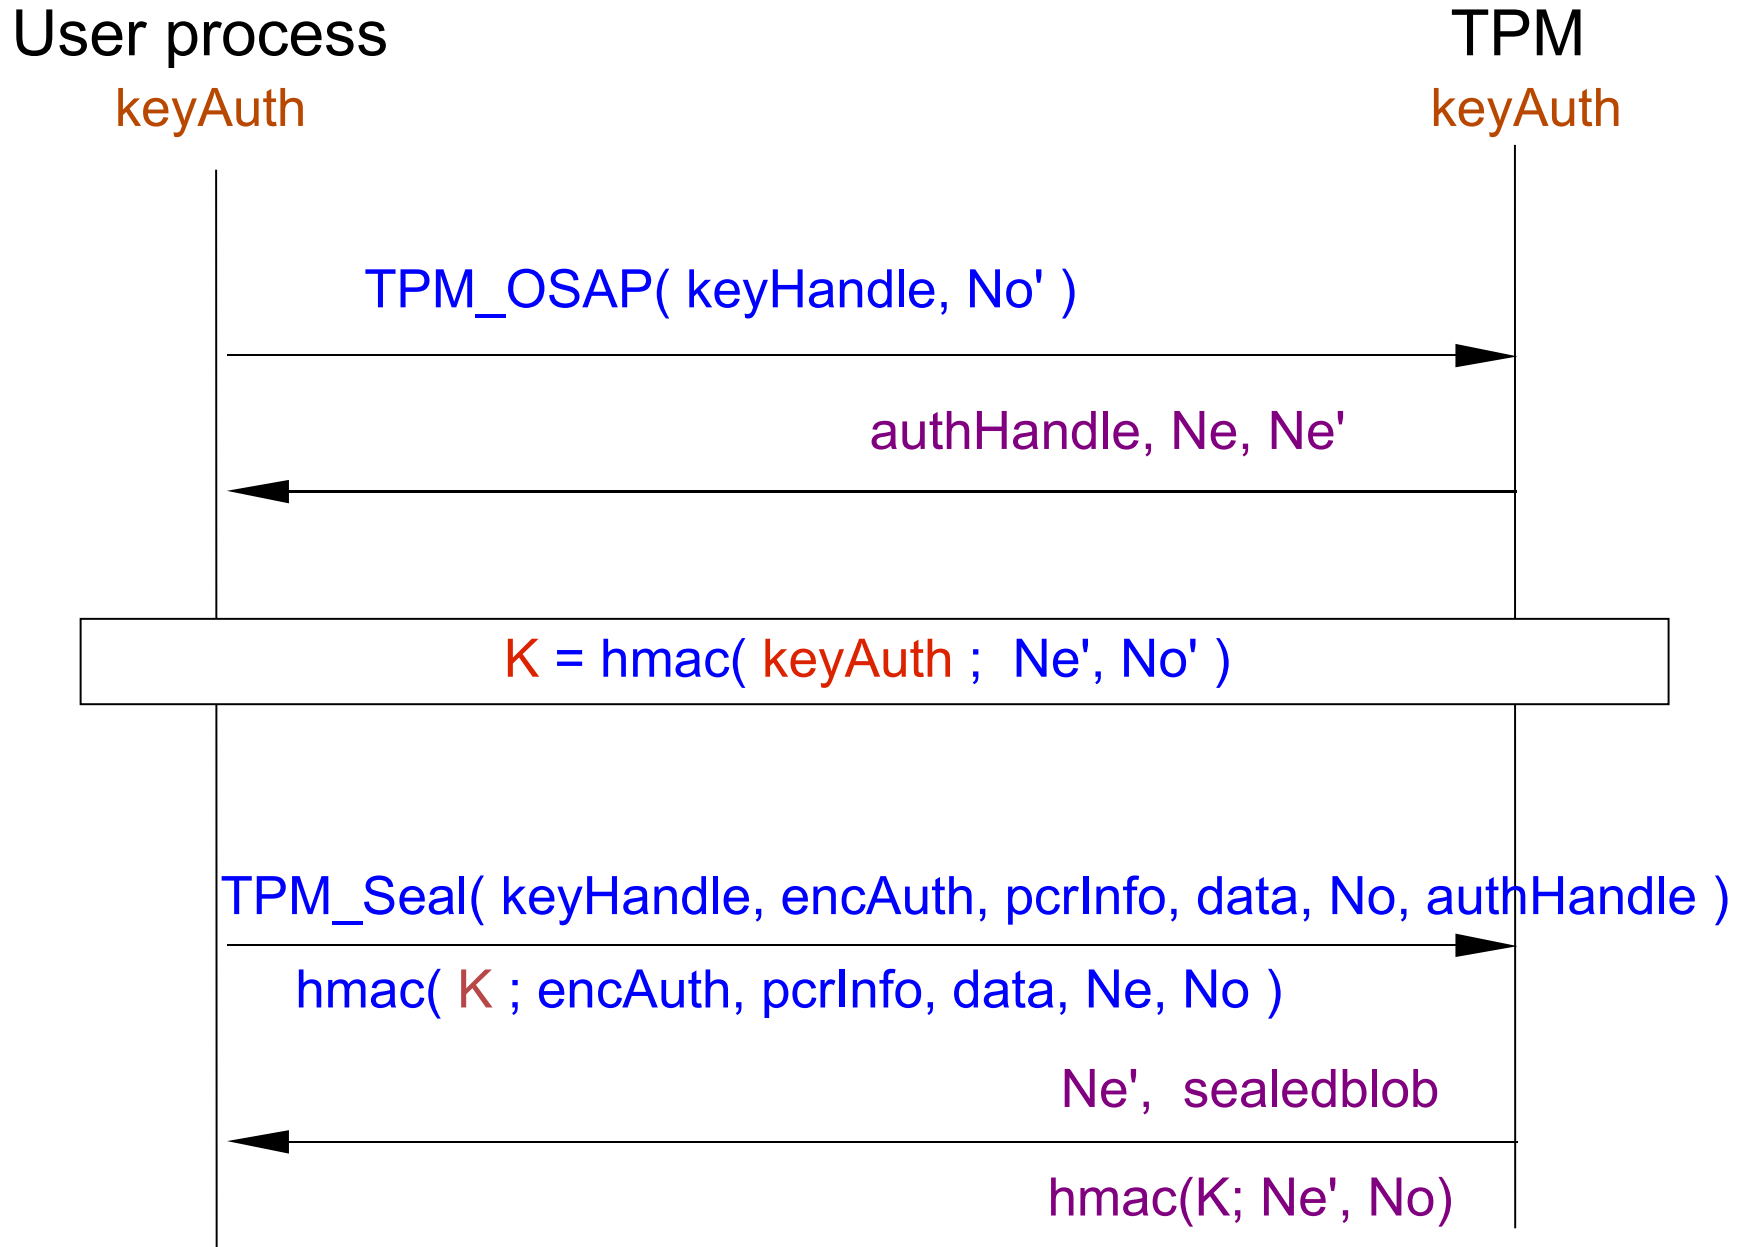 User process
TPM
keyAuth
keyAuth
TPM_OSAP( keyHandle, No' )
authHandle, Ne, Ne'
K = hmac( keyAuth ;  Ne', No' )
TPM_Seal( keyHandle, encAuth, pcrInfo, data, No, authHandle )
hmac( K ; encAuth, pcrInfo, data, Ne, No )
Ne',  sealedblob
hmac(K; Ne', No)